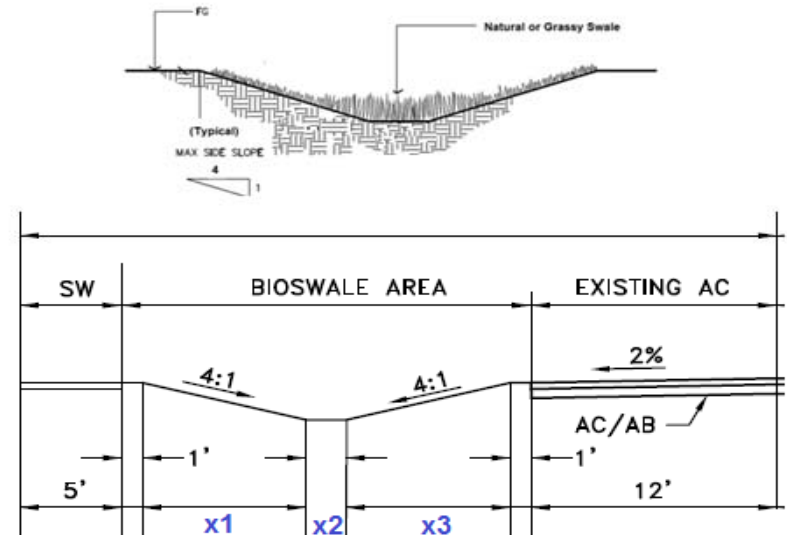 FG
Natural or Grassy Swale
(Typical)
MAX SIDE SLOPE
4
1
SW
BIOSWALE AREA
EXISTING AC
4:1
4:1
2%
AC/AB
1'
1'
5'
12'
x1
x2
x3